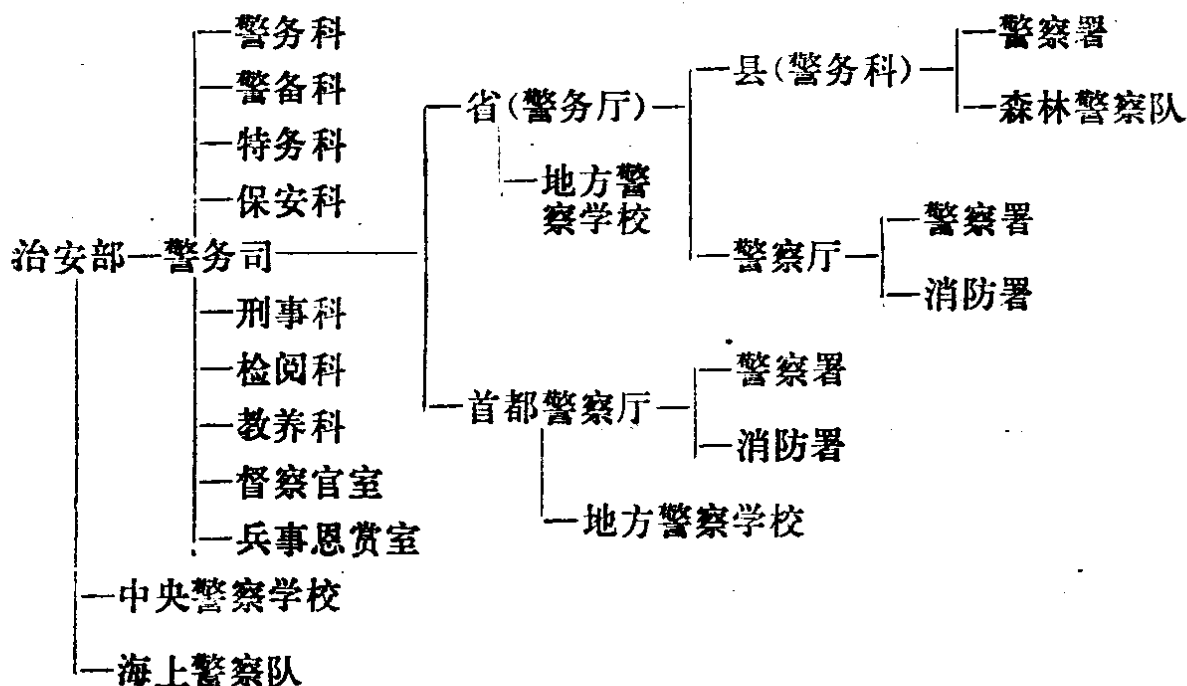 警务科
警备科
特务科
保安科
治安部
警务司
刑事科
检阅科
教养科
督察官室
兵事恩赏室
中央警察学校
海上警察队
省(警务厅)
地方警
察学校
首都警察厅
地方警察学校
县(警务科)
警察署
森林警察队
警察厅
警察署
消防署
警察署
消防署